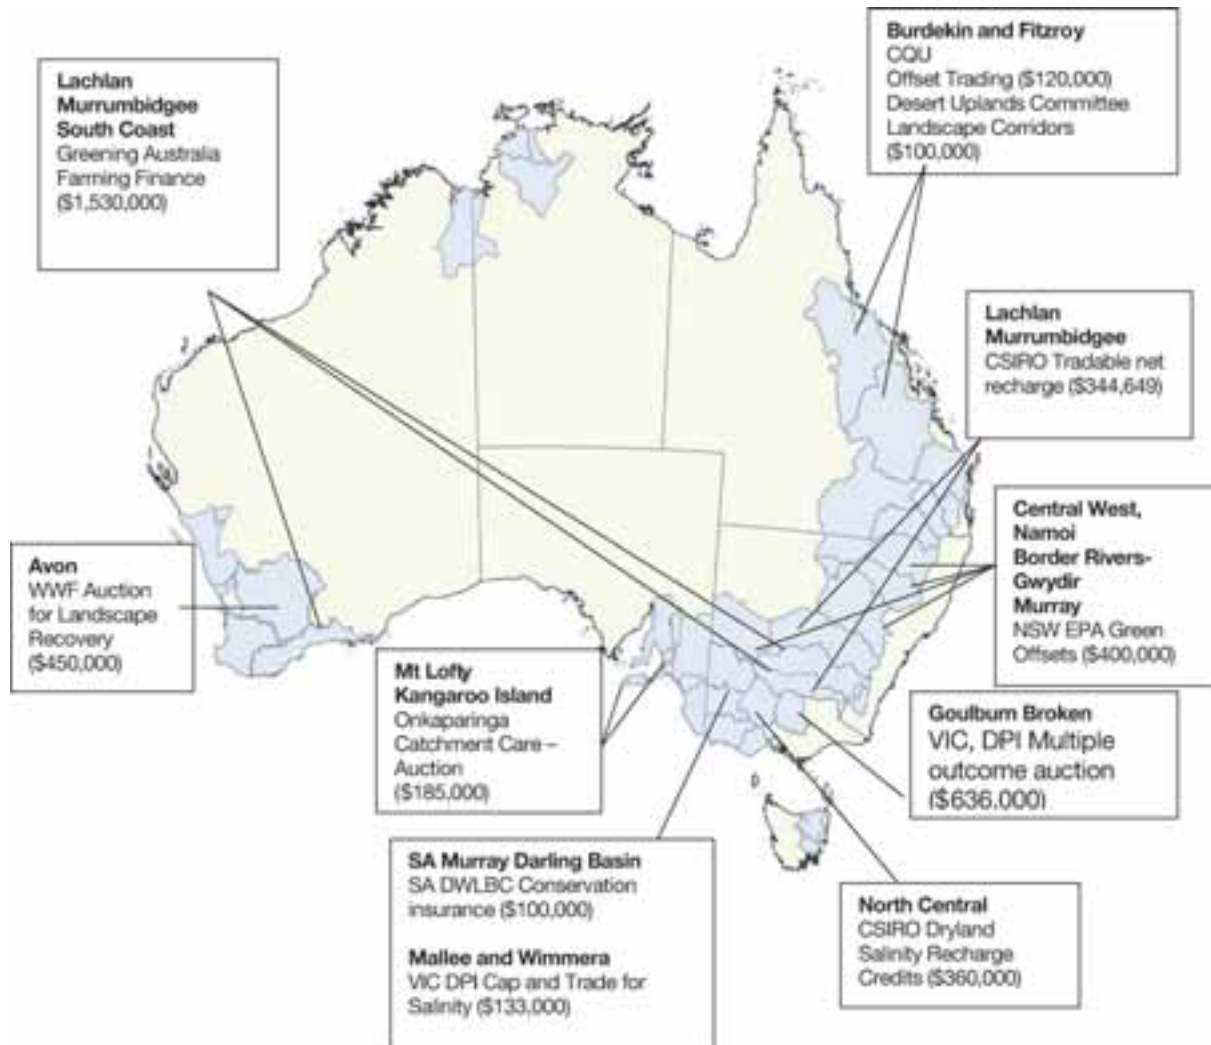 Lachlan
Murrumbidgee
South Coast
Greening Australia
Farming Finance
($1,530,000)
Burdekin and Fitzroy
CQU
Offset Trading ($120,000)
Desert Uplands Committee
Landscape Corridors
($100,000)
Lachlan
Murrumbidgee
CSIRO Tradable net
recharge ($344,649)
Central West,
Namoi
Border Rivers-
Gwydir
Murray
NSW EPA Green
Offsets ($400,000)
Avon
WWF Auction
for Landscape
Recovery
($450,000)
Mt Lofty
Kangaroo Island
Onkaparinga
Catchment Care –
Auction
($185,000)
Goulburn Broken
VIC, DPI Multiple
outcome auction
($636,000)
SA Murray Darling Basin
SA DWLBC Conservation
insurance ($100,000)
Mallee and Wimmera
VIC DPI Cap and Trade for
Salinity ($133,000)
North Central
CSIRO Dryland
Salinity Recharge
Credits ($360,000)